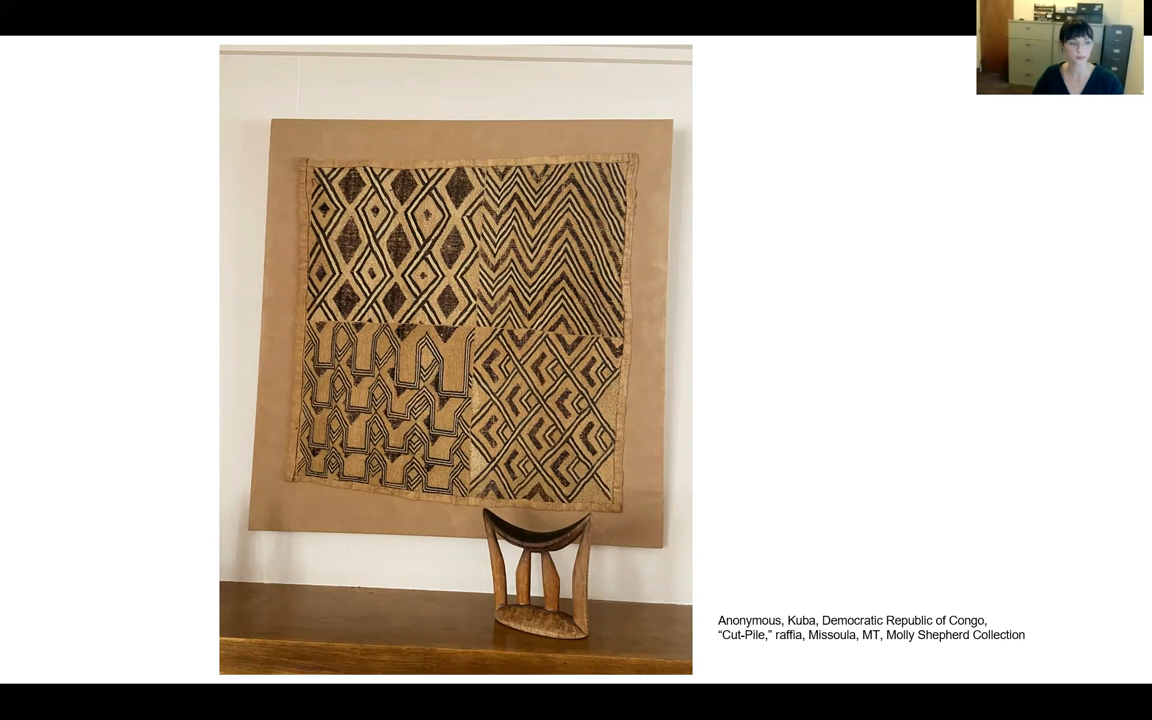 Anonymous, Kuba, Democratic Republic of Congo,
“Cut-Pile,” raffia, Missoula, MT, Molly Shepherd Collection